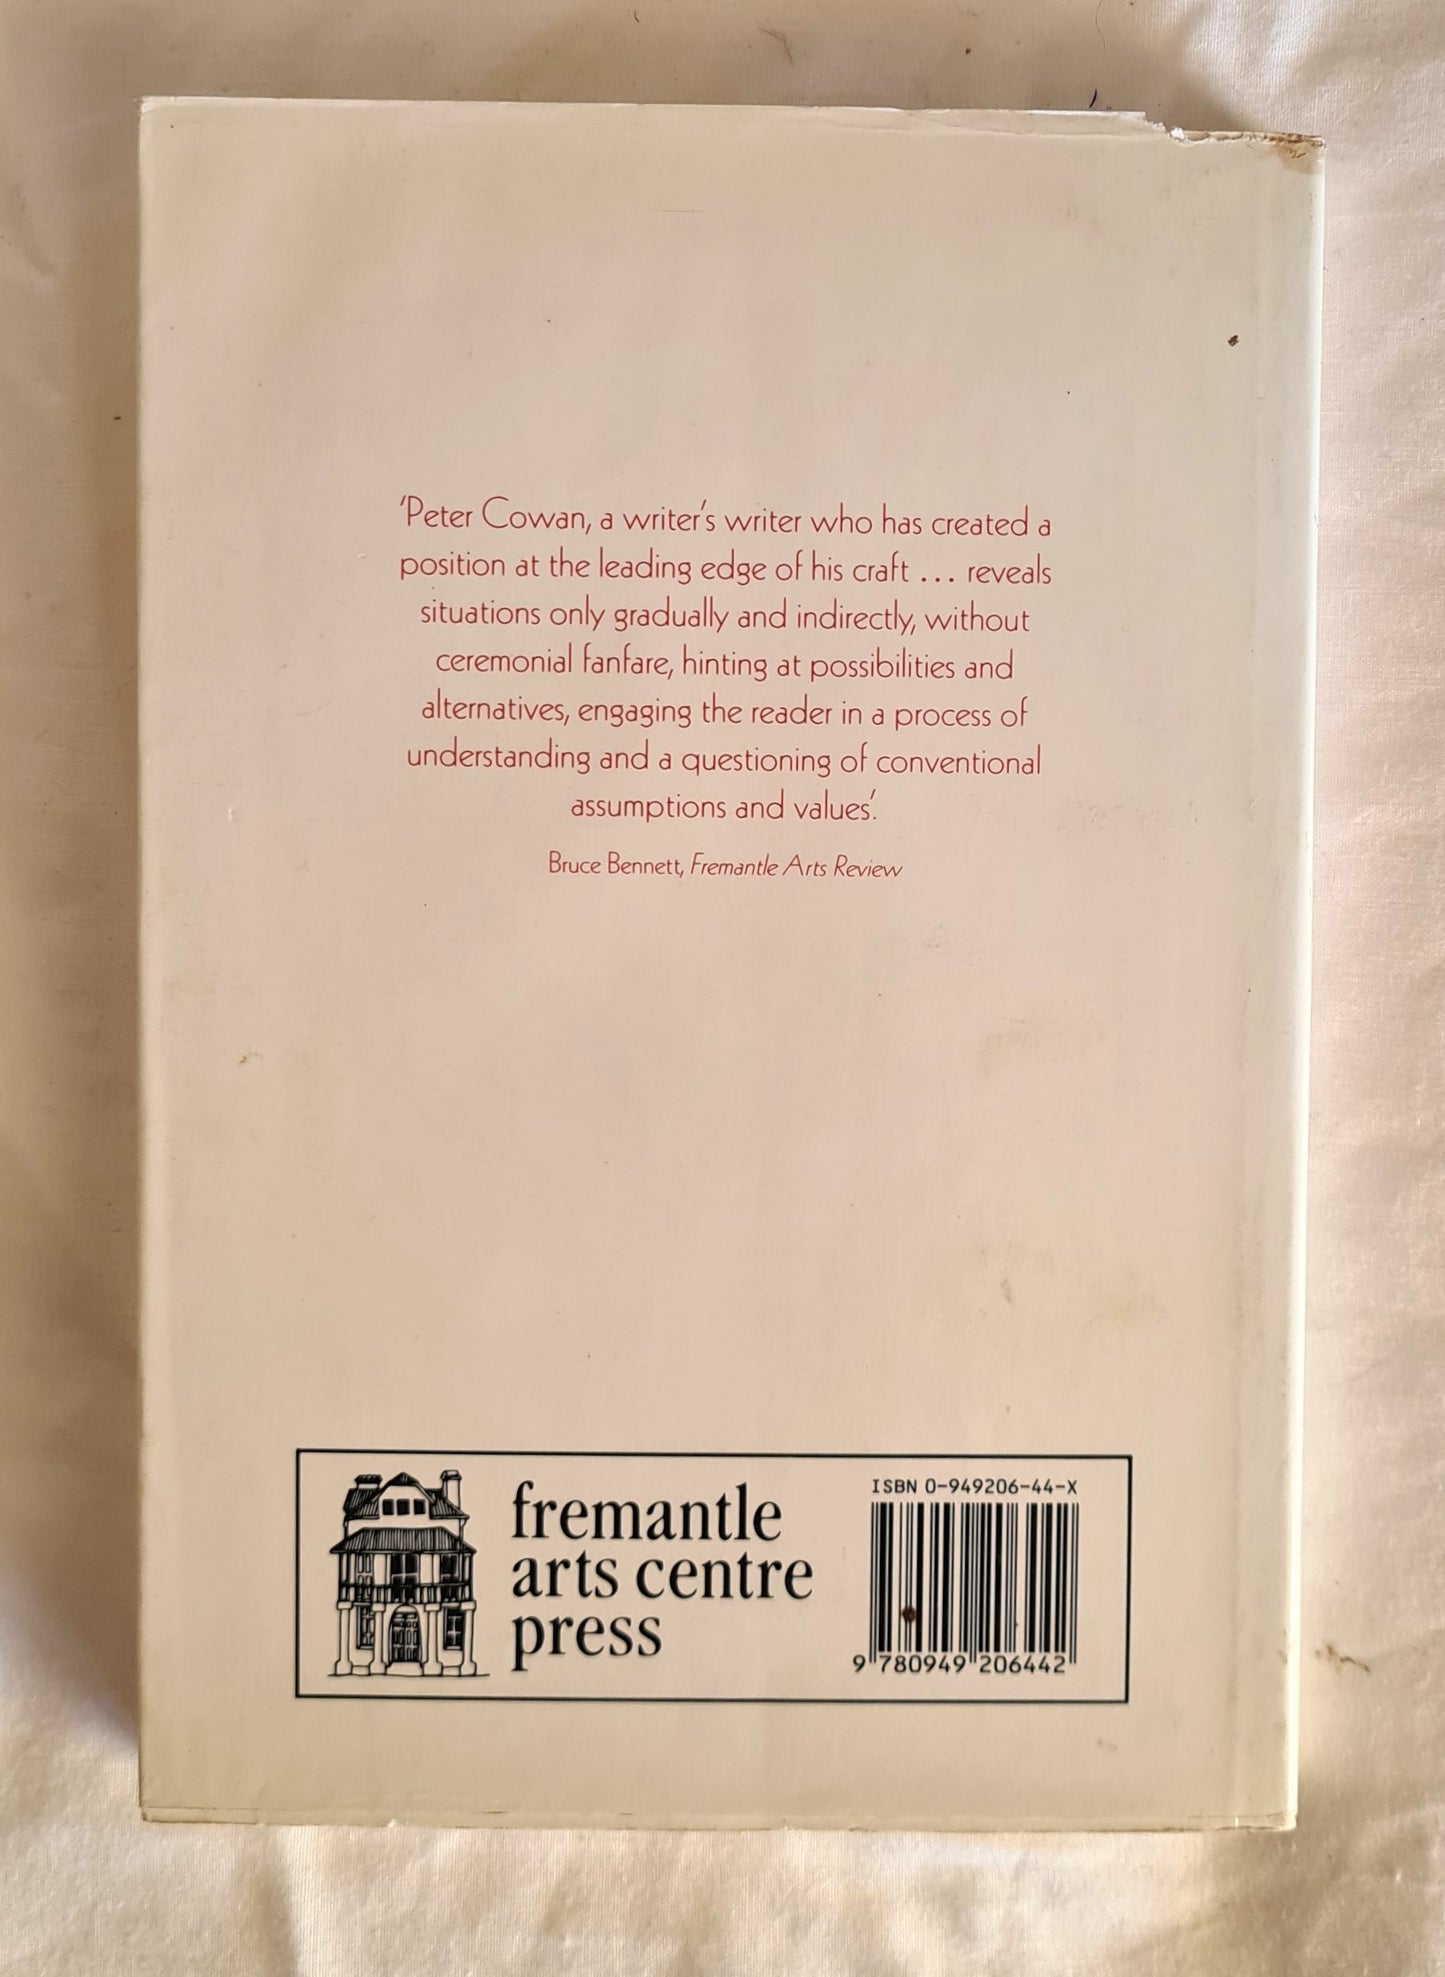 'Peter Cowan, a writer's writer who has created a
position at the leading edge of his craft ... reveals
situations only gradually and indirectly, without
ceremonial fanfare, hinting at possibilities and
alternatives, engaging the reader in a process of
understanding and a questioning of conventional
assumptions and values'.
Bruce Bennett, Fremantle Arts Review
fremantle
arts centre
press
ISBN 0-949206-44-X
9 780949 206442